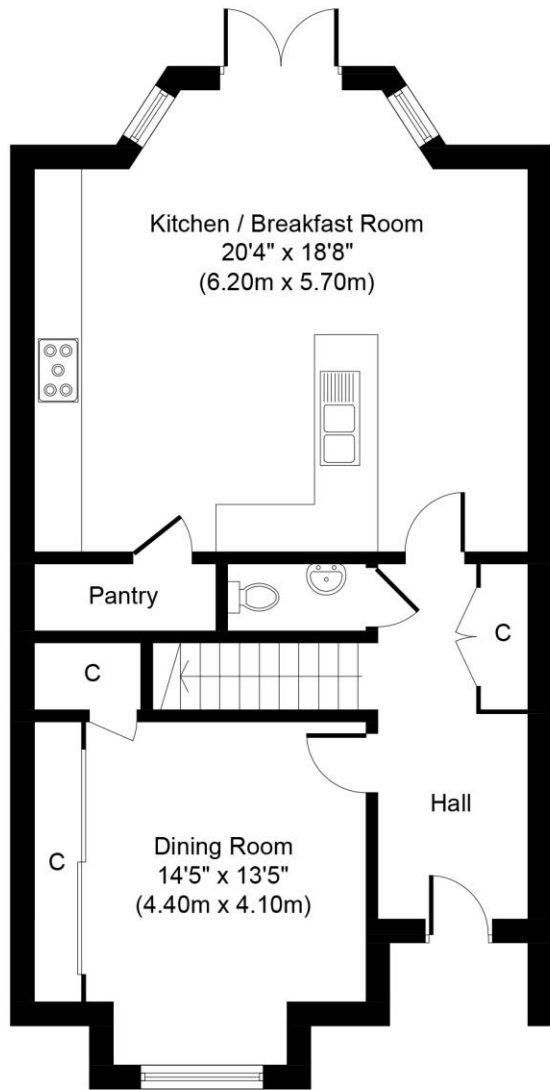 Kitchen / Breakfast Room
20'4" x 18'8"
(6.20m x 5.70m)
Pantry
C
C
Hall
C
Dining Room
14'5" x 13'5"
(4.40m x 4.10m)